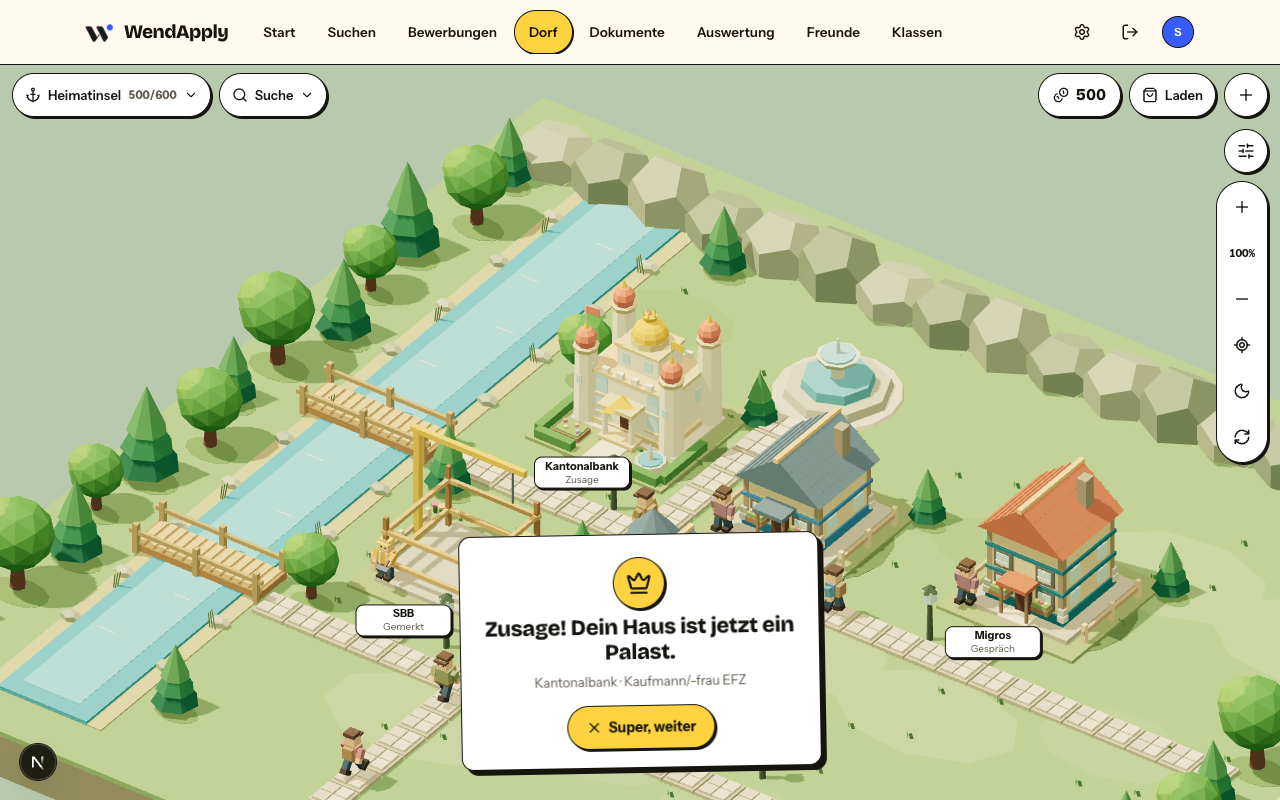 WendApply
Start
Suchen
Bewerbungen
Dorf
Dokumente
Auswertung
Freunde
Klassen
S
Heimatinsel 500/600
Suche
500
Laden
100%
Kantonalbank
Zusage
SBB
Gemerkt
Migros
Gespräch
Zusage! Dein Haus ist jetzt ein
Palast.
Kantonalbank · Kaufmann/-frau EFZ
Super, weiter
N